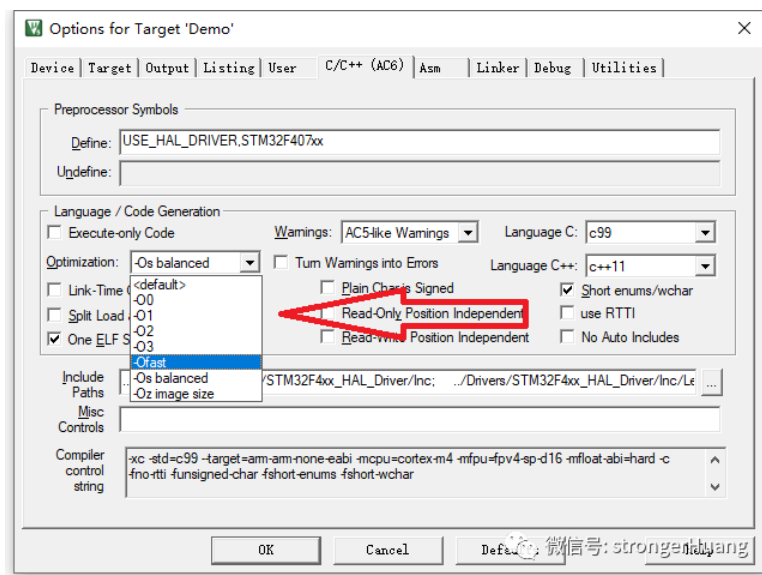 Options for Target 'Demo'
Device Target Output Listing User C/C++ (AC6) Asm Linker Debug Utilities
Preprocessor Symbols
Define: USE_HAL_DRIVER,STM32F407xx
Undefine:
Language / Code Generation
Execute-only Code Warnings: AC5-like Warnings Language C: c99
Optimization: -Os balanced Turn Warnings into Errors Language C++: c++11
Link-Time Plain Char is Signed Short enums/wchar
<default>
-O0
Split Load Read-Only Position Independent use RTTI
-O1
-O2
One ELF S Read-Write Position Independent No Auto Includes
-O3
-Ofast
-Os balanced
-Oz image size
Include Paths /STM32F4xx_HAL_Driver/Inc; ../Drivers/STM32F4xx_HAL_Driver/Inc/Le ...
Misc Controls
Compiler control string
-xc -std=c99 --target=arm-arm-none-eabi -mcpu=cortex-m4 -mfpu=fpv4-sp-d16 -mfloat-abi=hard -c
-fno-rtti -funsigned-char -fshort-enums -fshort-wchar
OK Cancel Defa Help
微信号: strongerHuang